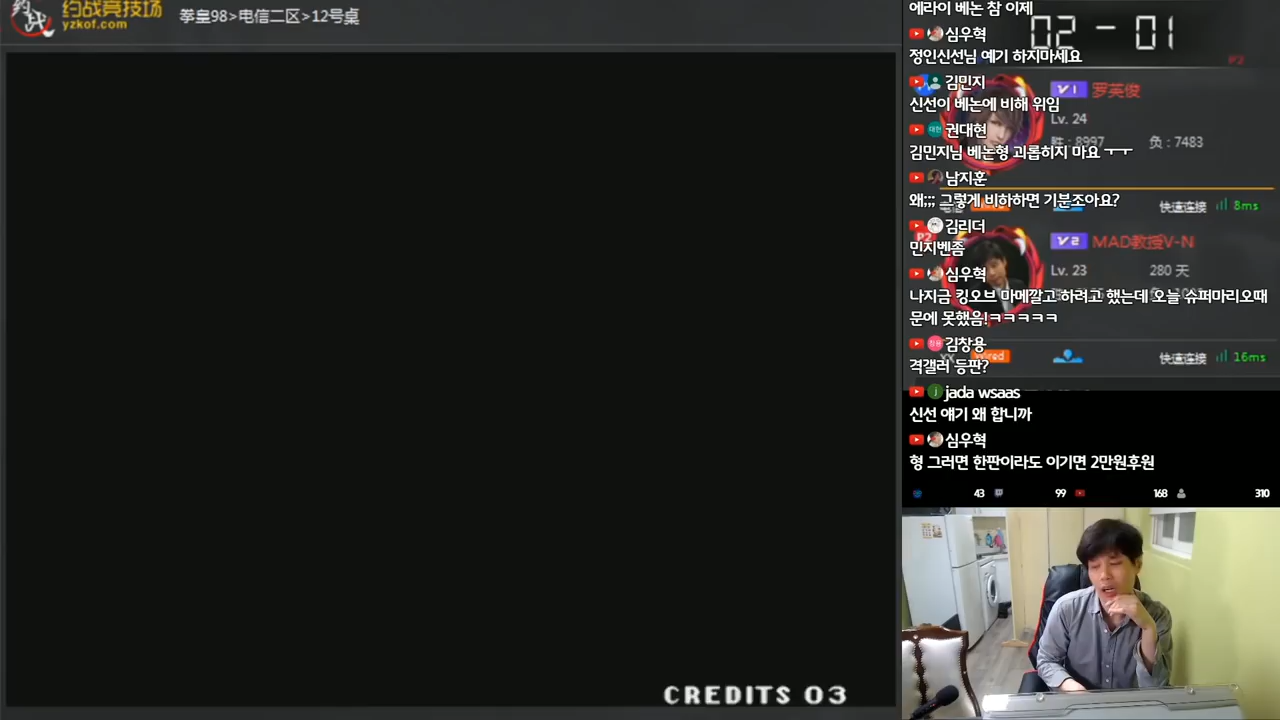 约战竞技场
yzkof.com
拳皇98>电信二区>12号桌
CREDITS 03
에라이 베논 참 이제
02 - 01
심우혁
정인신선님 예기 하지마세요
P2
김민지
V1 罗英俊
신선이 베논에 비해 위임
Lv. 24
권대현
胜 : 8997 负 : 7483
김민지님 베논형 괴롭히지 마요 ㅜㅜ
남지훈
왜;;; 그렇게 비하하면 기분조아요?
快速连接 8ms
김리더
P2
민지벤좀
V2 MAD教授V-N
심우혁
Lv. 23 280 天
나지금 킹오브 마메깔고 하려고 했는데 오늘 슈퍼마리오때
문에 못했음!ㅋㅋㅋㅋㅋ
김창용
Wired
快速连接 16ms
격갤러 등판?
jada wsaas
신선 얘기 왜 합니까
심우혁
형 그러면 한판이라도 이기면 2만원후원
43 99 168 310